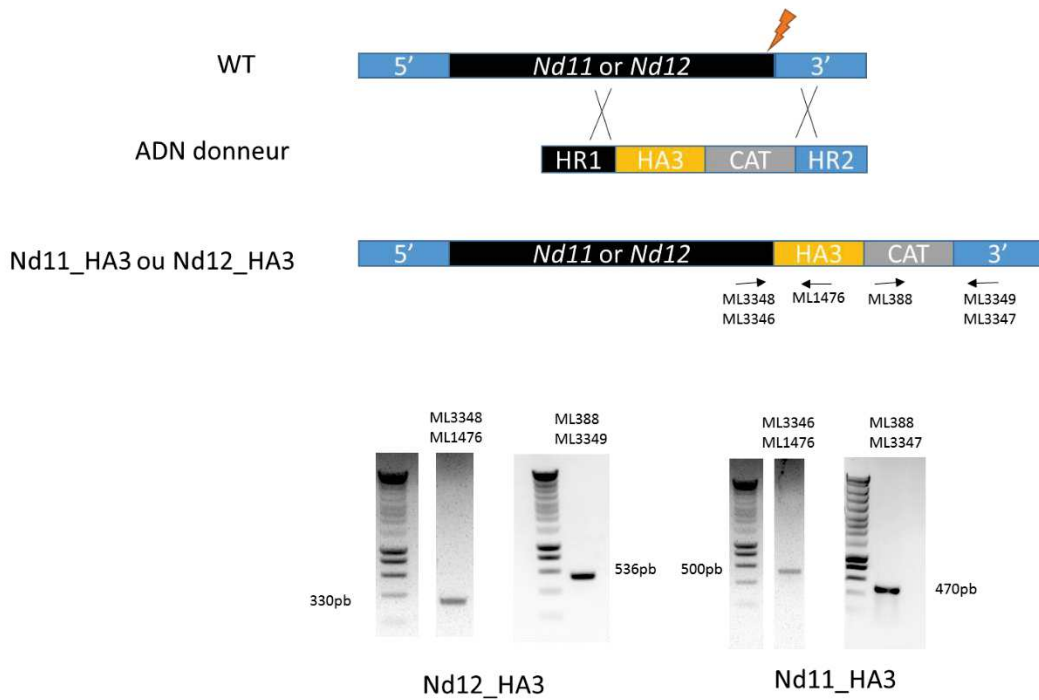 WT
5’ Nd11 or Nd12 3’
ADN donneur
HR1 HA3 CAT HR2
Nd11_HA3 ou Nd12_HA3
5’ Nd11 or Nd12 HA3 CAT 3’
ML3348 ML1476 ML388 ML3349
ML3346 ML3347
ML3348 ML388 ML3346 ML388
ML1476 ML3349 ML1476 ML3347
536pb 500pb
330pb 470pb
Nd12_HA3 Nd11_HA3